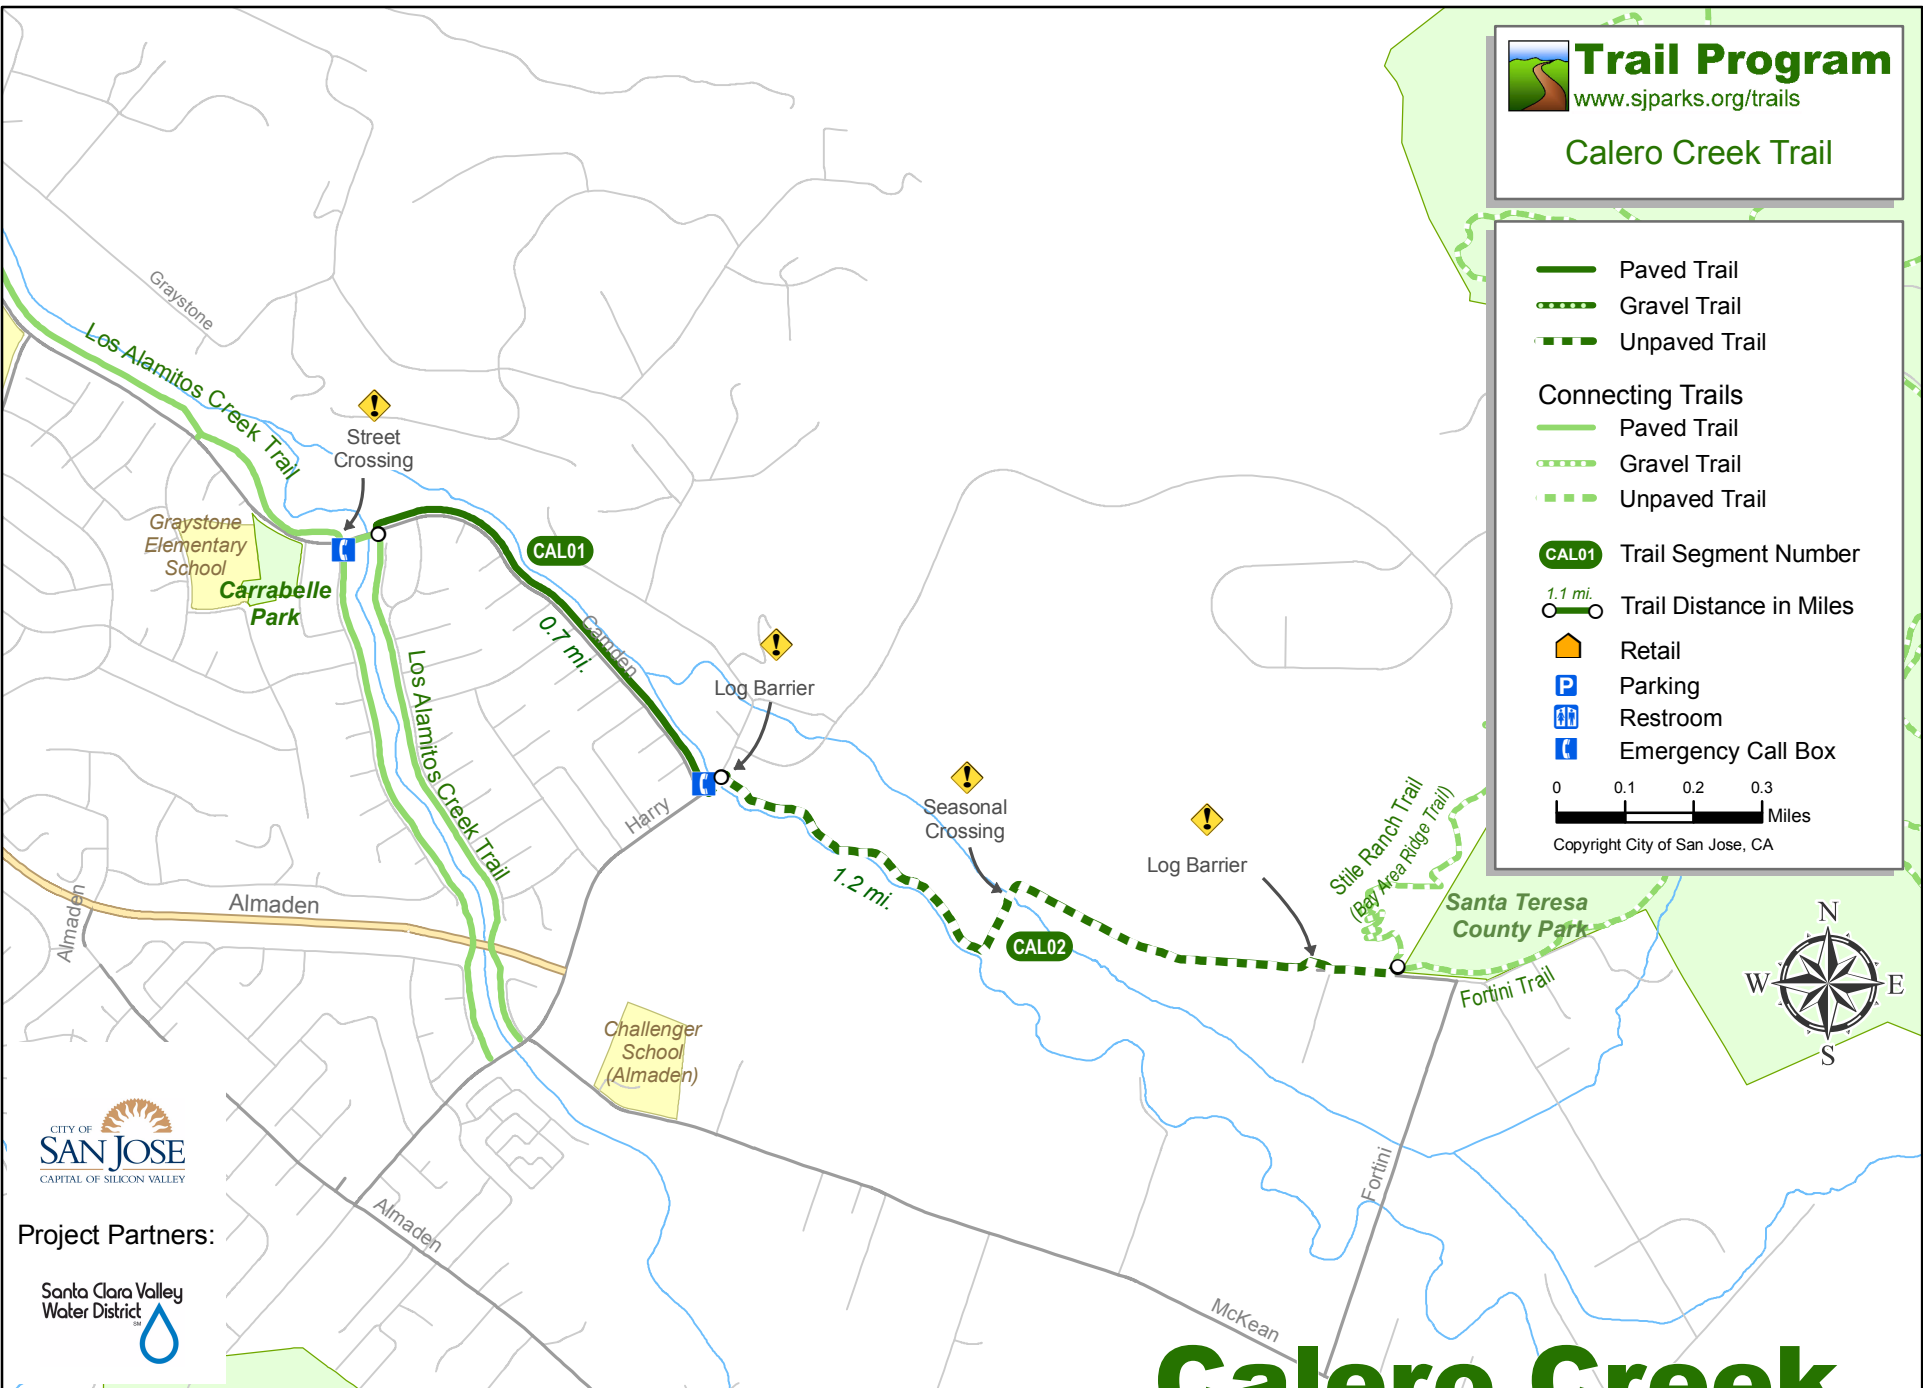 Trail Program
www.sjparks.org/trails
Calero Creek Trail
Paved Trail
Gravel Trail
Unpaved Trail
Connecting Trails
Paved Trail
Gravel Trail
Unpaved Trail
CAL01 Trail Segment Number
1.1 mi.
Trail Distance in Miles
Retail
P Parking
Restroom
Emergency Call Box
0 0.1 0.2 0.3
Miles
Copyright City of San Jose, CA
Graystone
Los Alamitos Creek Trail
!
Street
Crossing
Graystone
Elementary
School
Carrabelle
Park
CAL01
Camden
0.7 mi.
Los Alamitos Creek Trail
!
Log Barrier
Harry
!
Seasonal
Crossing
1.2 mi.
CAL02
!
Log Barrier
Stile Ranch Trail
(Bay Area Ridge Trail)
Santa Teresa
County Park
Fortini Trail
N
W
E
S
Almaden
Almaden
Challenger
School
(Almaden)
Fortini
McKean
Almaden
CITY OF
SAN JOSE
CAPITAL OF SILICON VALLEY
Project Partners:
Santa Clara Valley
Water District
SM
Calero Creek